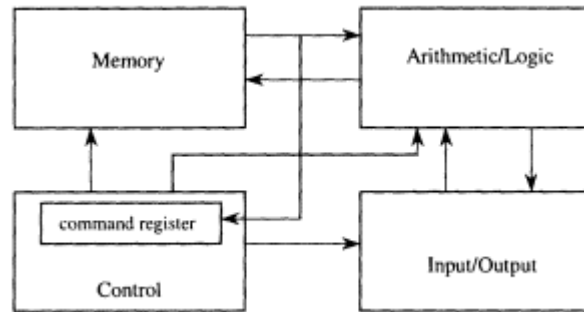 Memory
Arithmetic/Logic
command register
Control
Input/Output